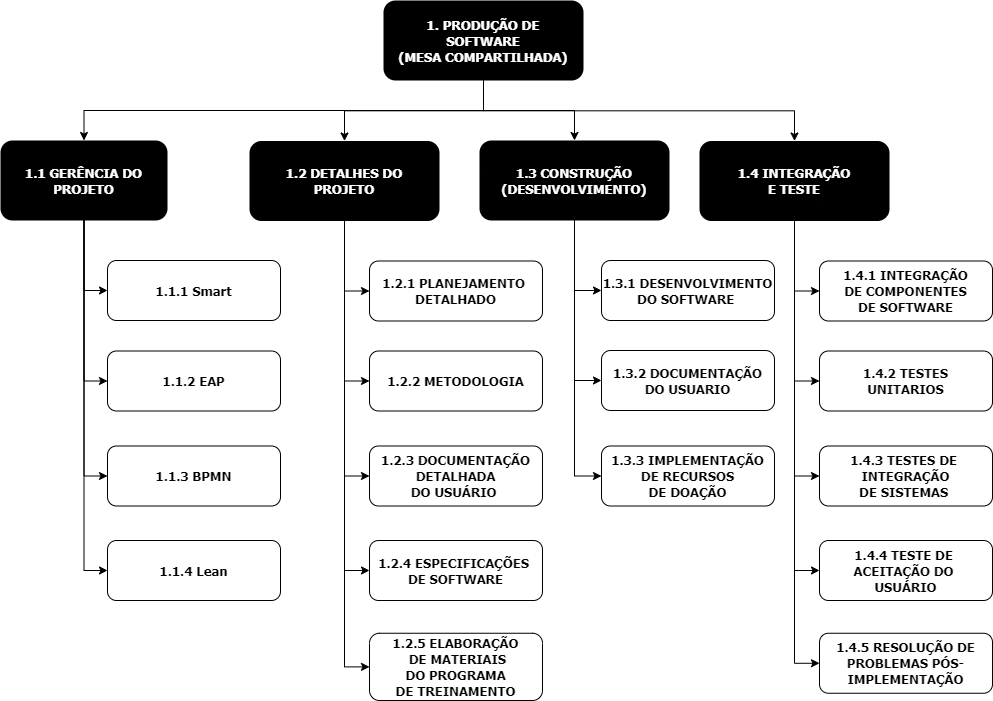 1. PRODUÇÃO DE
SOFTWARE
(MESA COMPARTILHADA)
1.1 GERÊNCIA DO
PROJETO
1.2 DETALHES DO
PROJETO
1.3 CONSTRUÇÃO
(DESENVOLVIMENTO)
1.4 INTEGRAÇÃO
E TESTE
1.1.1 Smart
1.1.2 EAP
1.1.3 BPMN
1.1.4 Lean
1.2.1 PLANEJAMENTO
DETALHADO
1.2.2 METODOLOGIA
1.2.3 DOCUMENTAÇÃO
DETALHADA
DO USUÁRIO
1.2.4 ESPECIFICAÇÕES
DE SOFTWARE
1.2.5 ELABORAÇÃO
DE MATERIAIS
DO PROGRAMA
DE TREINAMENTO
1.3.1 DESENVOLVIMENTO
DO SOFTWARE
1.3.2 DOCUMENTAÇÃO
DO USUARIO
1.3.3 IMPLEMENTAÇÃO
DE RECURSOS
DE DOAÇÃO
1.4.1 INTEGRAÇÃO
DE COMPONENTES
DE SOFTWARE
1.4.2 TESTES
UNITARIOS
1.4.3 TESTES DE
INTEGRAÇÃO
DE SISTEMAS
1.4.4 TESTE DE
ACEITAÇÃO DO
USUÁRIO
1.4.5 RESOLUÇÃO DE
PROBLEMAS PÓS-
IMPLEMENTAÇÃO